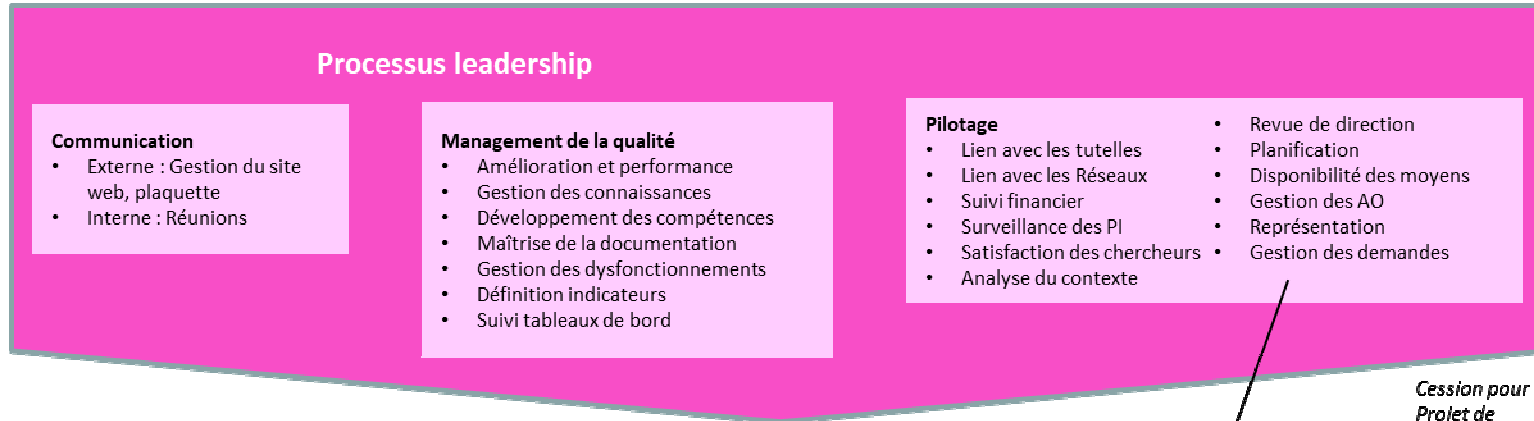 Processus leadership
Communication
• Externe : Gestion du site
web, plaquette
• Interne : Réunions
Management de la qualité
• Amélioration et performance
• Gestion des connaissances
• Développement des compétences
• Maîtrise de la documentation
• Gestion des dysfonctionnements
• Définition indicateurs
• Suivi tableaux de bord
Pilotage
• Lien avec les tutelles
• Lien avec les Réseaux
• Suivi financier
• Surveillance des PI
• Satisfaction des chercheurs
• Analyse du contexte
• Revue de direction
• Planification
• Disponibilité des moyens
• Gestion des AO
• Représentation
• Gestion des demandes
Cession pour
Projet de